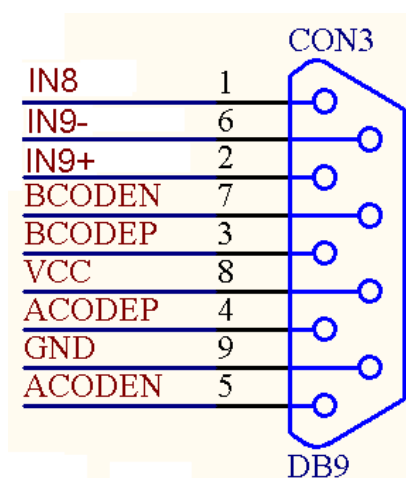 CON3
IN8 1
IN9- 6
IN9+ 2
BCODEN 7
BCODEP 3
VCC 8
ACODEP 4
GND 9
ACODEN 5
DB9